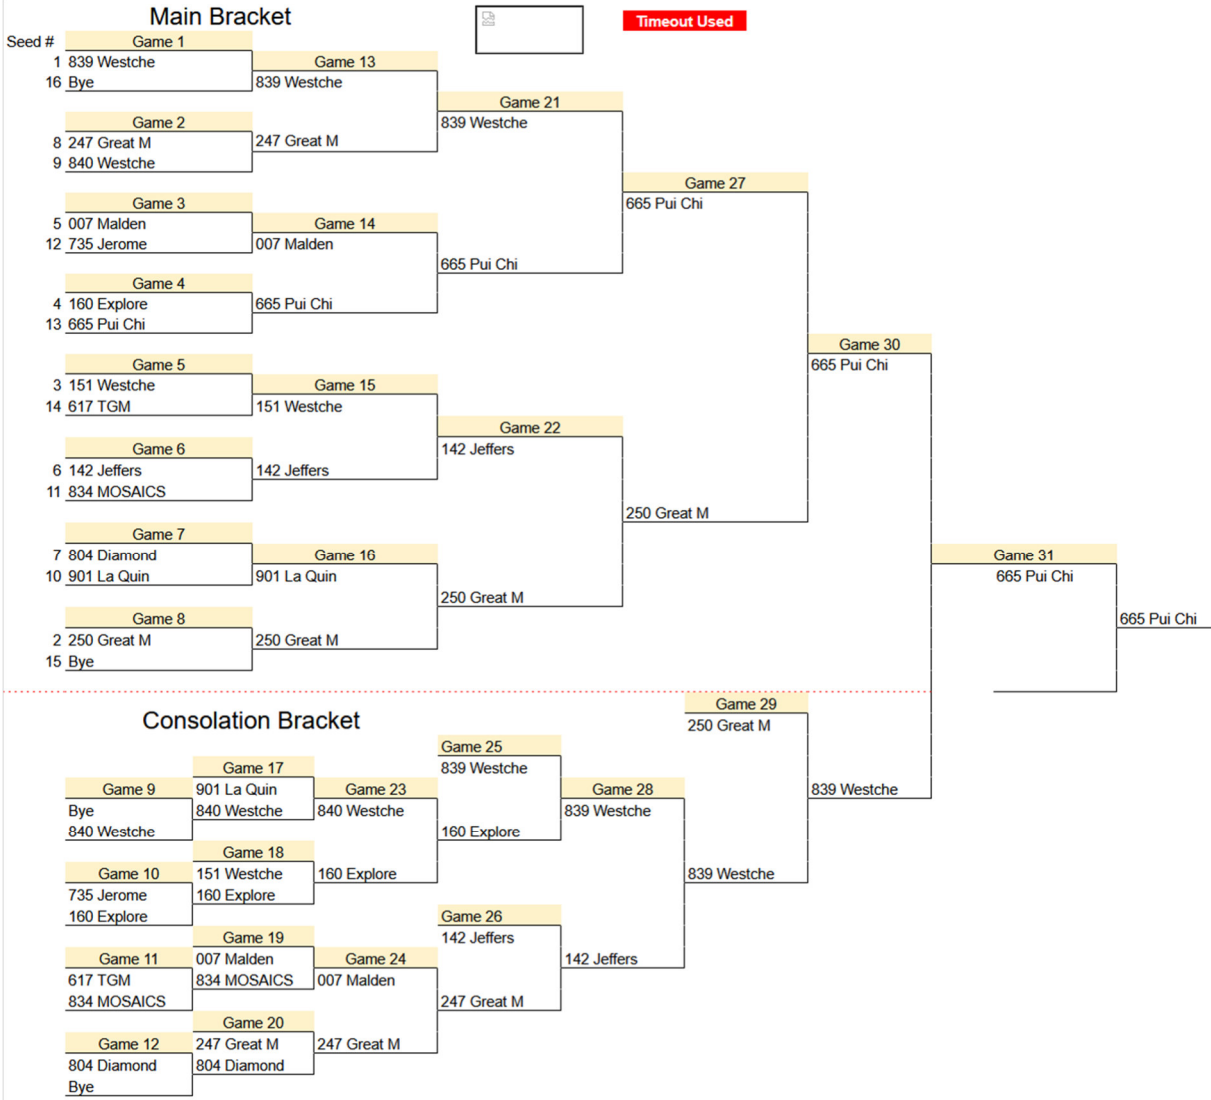 Main Bracket
Timeout Used
Seed #
Game 1
1 839 Westche
16 Bye
Game 13
839 Westche
Game 21
839 Westche
Game 2
8 247 Great M
9 840 Westche
247 Great M
Game 27
665 Pui Chi
Game 3
5 007 Malden
12 735 Jerome
Game 14
007 Malden
665 Pui Chi
Game 4
4 160 Explore
13 665 Pui Chi
665 Pui Chi
Game 30
665 Pui Chi
Game 5
3 151 Westche
14 617 TGM
Game 15
151 Westche
Game 22
142 Jeffers
Game 6
6 142 Jeffers
11 834 MOSAICS
142 Jeffers
250 Great M
Game 7
7 804 Diamond
10 901 La Quin
Game 16
901 La Quin
250 Great M
Game 31
665 Pui Chi
665 Pui Chi
Game 8
2 250 Great M
15 Bye
250 Great M
Consolation Bracket
Game 29
250 Great M
Game 25
839 Westche
Game 17
901 La Quin
840 Westche
Game 9
Bye
840 Westche
Game 23
840 Westche
Game 28
839 Westche
839 Westche
160 Explore
Game 18
151 Westche
160 Explore
Game 10
735 Jerome
160 Explore
160 Explore
839 Westche
Game 26
142 Jeffers
Game 19
007 Malden
834 MOSAICS
Game 11
617 TGM
834 MOSAICS
Game 24
007 Malden
142 Jeffers
247 Great M
Game 20
247 Great M
804 Diamond
Game 12
804 Diamond
Bye
247 Great M